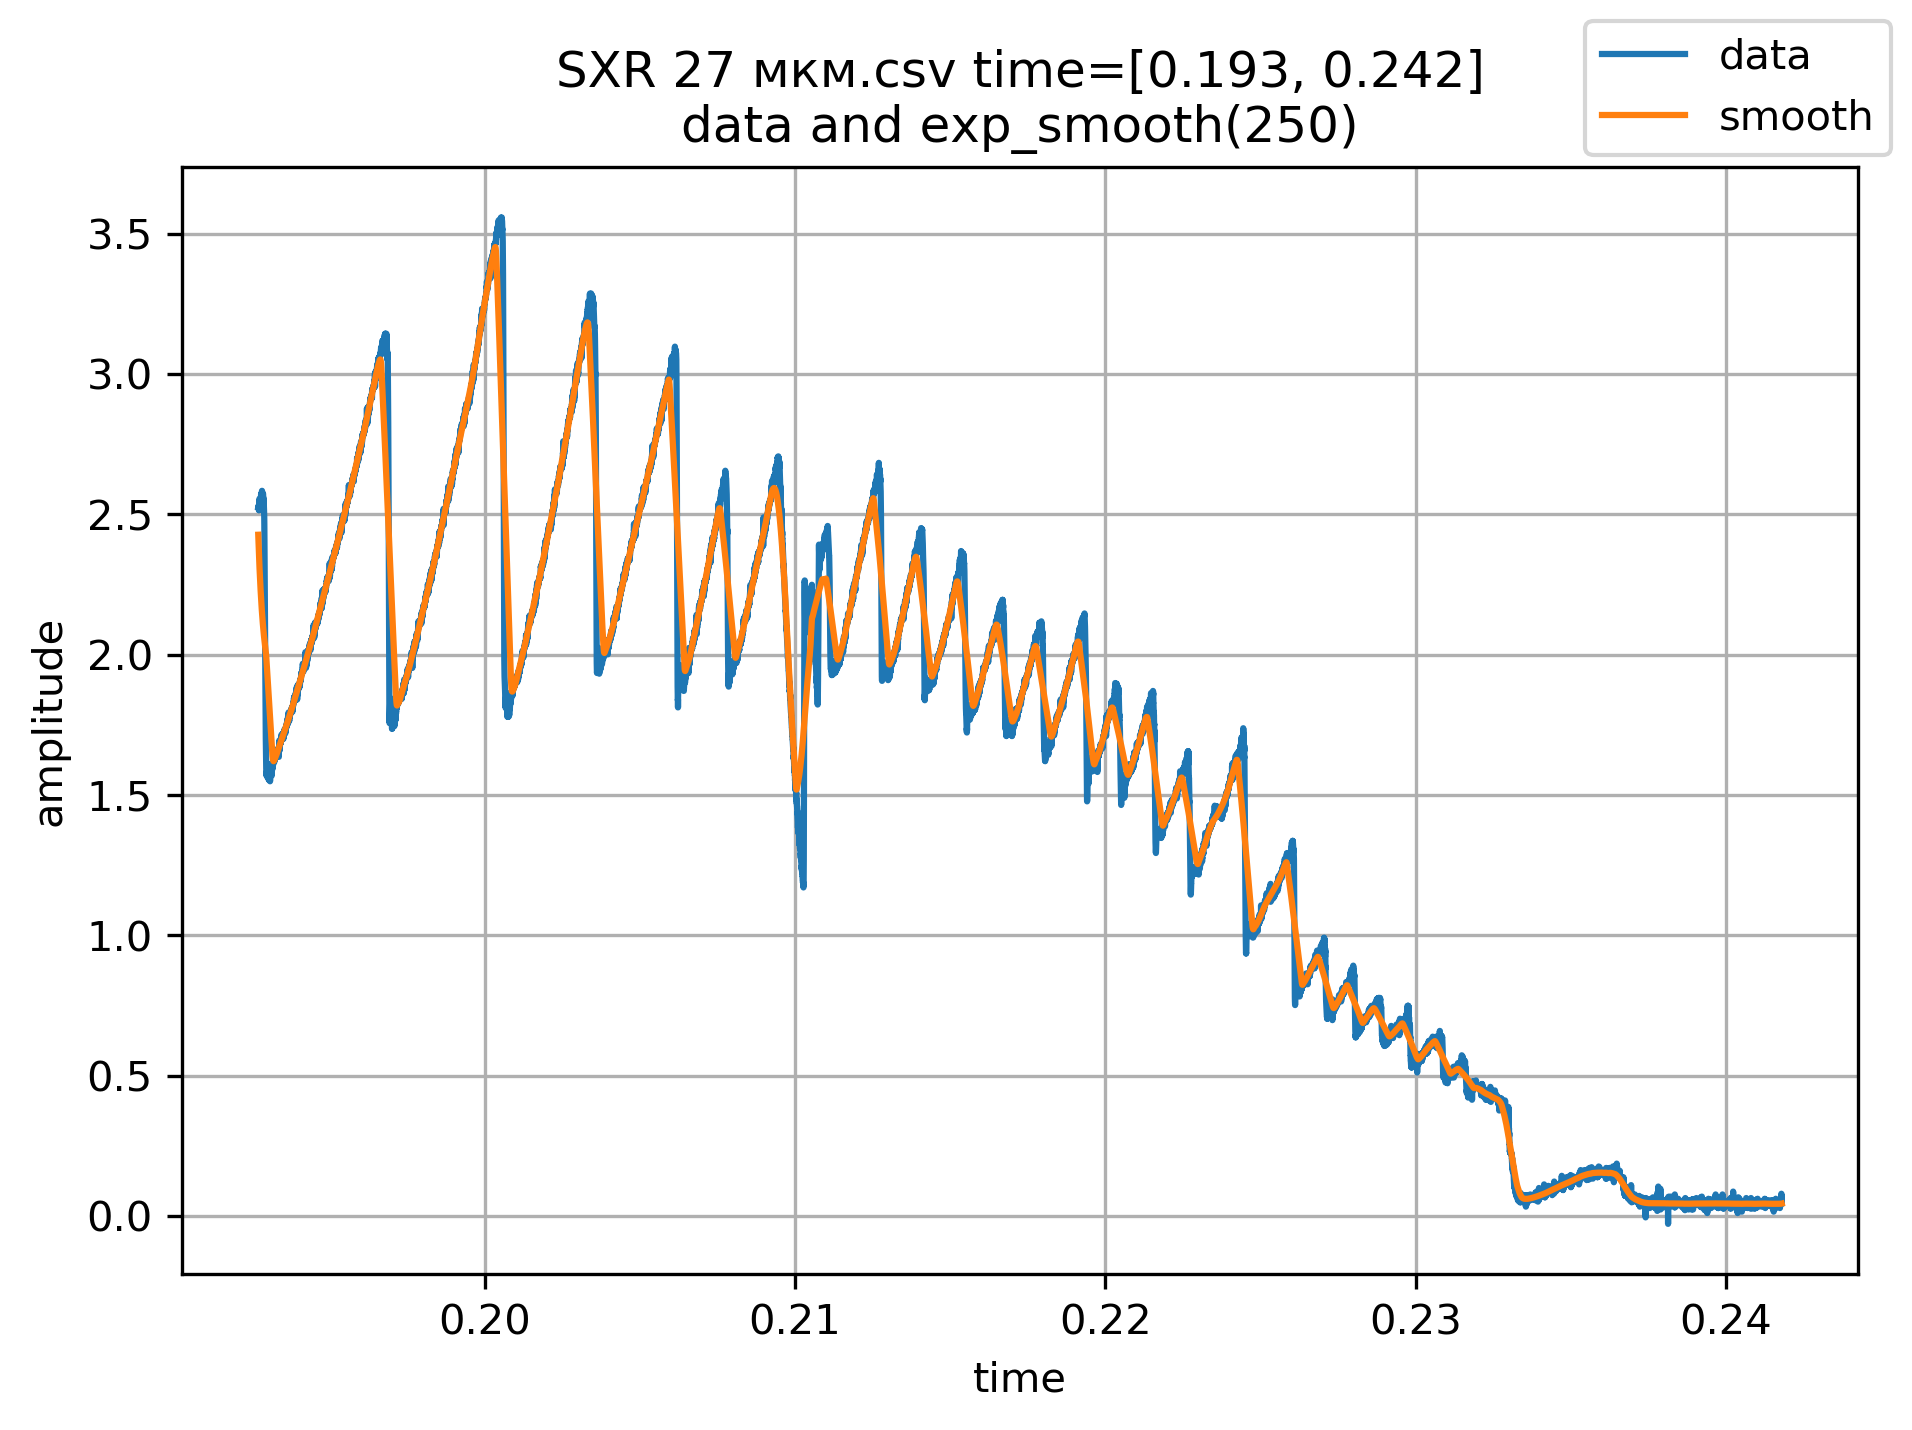 SXR 27 мкм.csv time=[0.193, 0.242]
data and exp_smooth(250)
data
smooth
amplitude
3.5
3.0
2.5
2.0
1.5
1.0
0.5
0.0
0.20 0.21 0.22 0.23 0.24
time